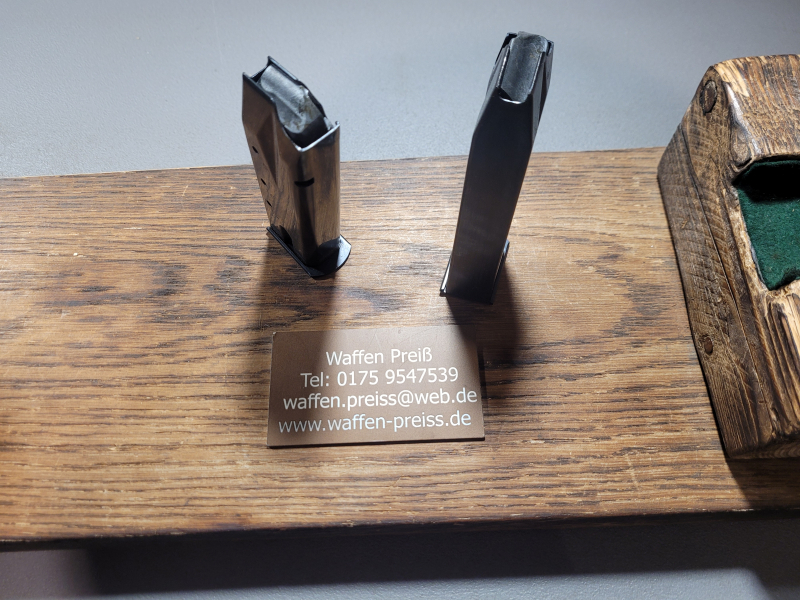 Waffen Preiß
Tel: 0175 9547539
waffen.preiss@web.de
www.waffen-preiss.de